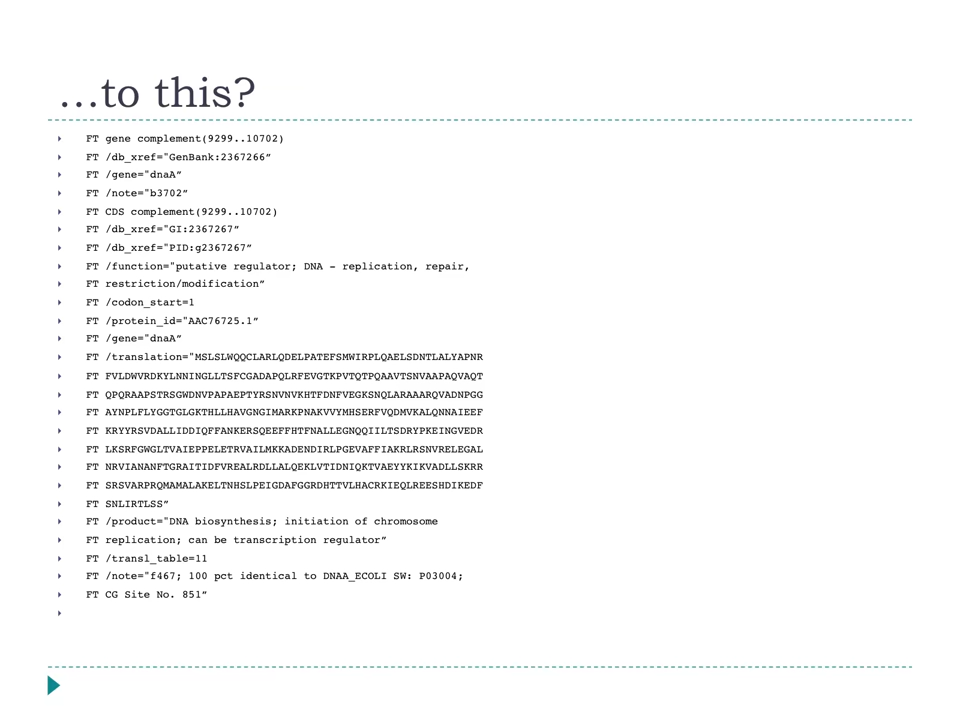 …to this?
FT gene complement(9299..10702)
FT /db_xref="GenBank:2367266”
FT /gene="dnaA”
FT /note="b3702”
FT CDS complement(9299..10702)
FT /db_xref="GI:2367267”
FT /db_xref="PID:g2367267”
FT /function="putative regulator; DNA - replication, repair,
FT restriction/modification”
FT /codon_start=1
FT /protein_id="AAC76725.1”
FT /gene="dnaA”
FT /translation="MSLSLWQQCLARLQDELPATEFSMWIRPLQAELSDNTLALYAPNR
FT FVLDWVRDKYLNNINGLLTSFCGADAPQLRFEVGTKPVTQTPQAAVTSNVAAPAQVAQT
FT QPQRAAPSTRSGWDNVPAPAEPTYRSNVNVKHTFDNFVEGKSNQLARAAARQVADNPGG
FT AYNPLFLYGGTGLGKTHLLHAVGNGIMARKPNAKVVYMHSERFVQDMVKALQNNAIEEF
FT KRYYRSVDALLIDDIQFFANKERSQEEFFHTFNALLEGNQQIILTSDRYPKEINGVEDR
FT LKSRFGWGLTVAIEPPELETRVAILMKKADENDIRLPGEVAFFIAKRLRSNVRELEGAL
FT NRVIANANFTGRAITIDFVREALRDLLALQEKLVTIDNIQKTVAEYYKIKVADLLSKRR
FT SRSVARPRQMAMALAKELTNHSLPEIGDAFGGRDHTTVLHACRKIEQLREESHDIKEDF
FT SNLIRTLSS”
FT /product="DNA biosynthesis; initiation of chromosome
FT replication; can be transcription regulator”
FT /transl_table=11
FT /note="f467; 100 pct identical to DNAA_ECOLI SW: P03004;
FT CG Site No. 851”